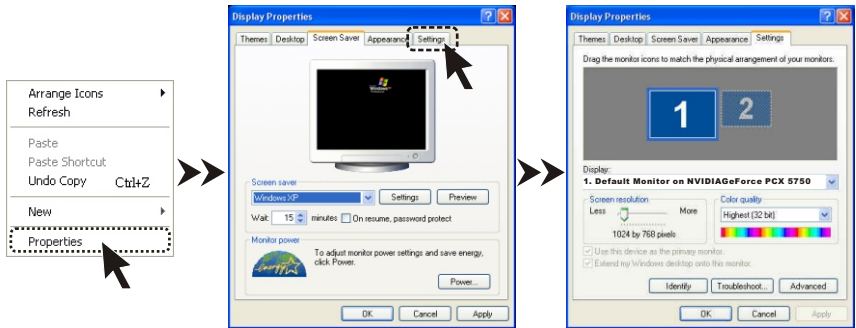 Arrange Icons
Refresh
Paste
Paste Shortcut
Undo Copy Ctrl+Z
New
Properties
Display Properties
Themes Desktop Screen Saver Appearance Settings
Windows XP
Screen saver
Windows XP Settings Preview
Wait: 15 minutes On resume, password protect
Monitor power
To adjust monitor power settings and save energy,
click Power.
Energy
Power...
OK Cancel Apply
Display Properties
Themes Desktop Screen Saver Appearance Settings
Drag the monitor icons to match the physical arrangement of your monitors.
1 2
Display:
1. Default Monitor on NVIDIAGeForce PCX 5750
Screen resolution
Less More
1024 by 768 pixels
Color quality
Highest (32 bit)
Use this device as the primary monitor.
Extend my Windows desktop onto this monitor.
Identify Troubleshoot... Advanced
OK Cancel Apply